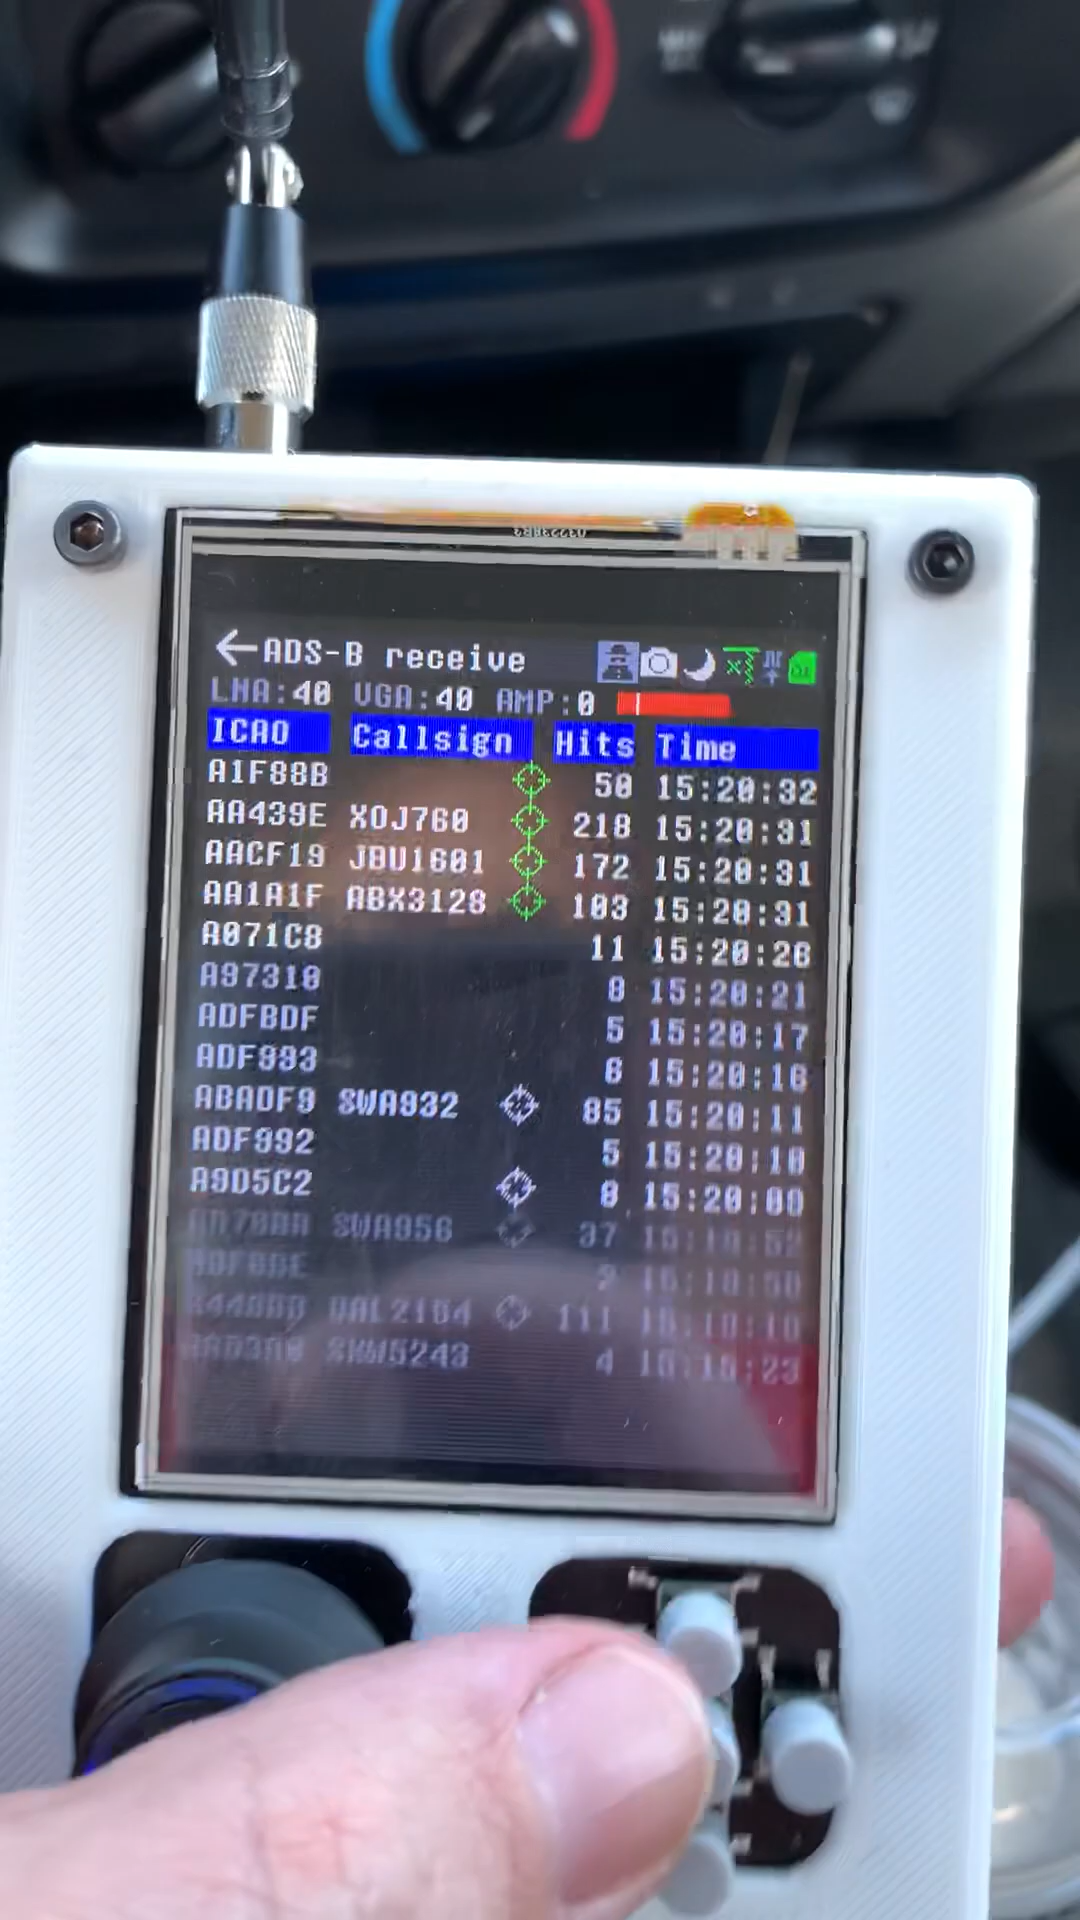 ADS-B receive
LNA:40 VGA:40 AMP:0
ICAO Callsign Hits Time
A1F88B 50 15:20:32
AA439E XOJ760 218 15:20:31
AACF19 JBU1601 172 15:20:31
AA1A1F ABX3128 103 15:20:31
A071C8 11 15:20:26
A97310 8 15:20:21
ADFBDF 5 15:20:17
ADF993 6 15:20:16
ABADF9 SWA932 85 15:20:11
ADF992 5 15:20:10
A9D5C2 8 15:20:00
SWA956 37
111
4